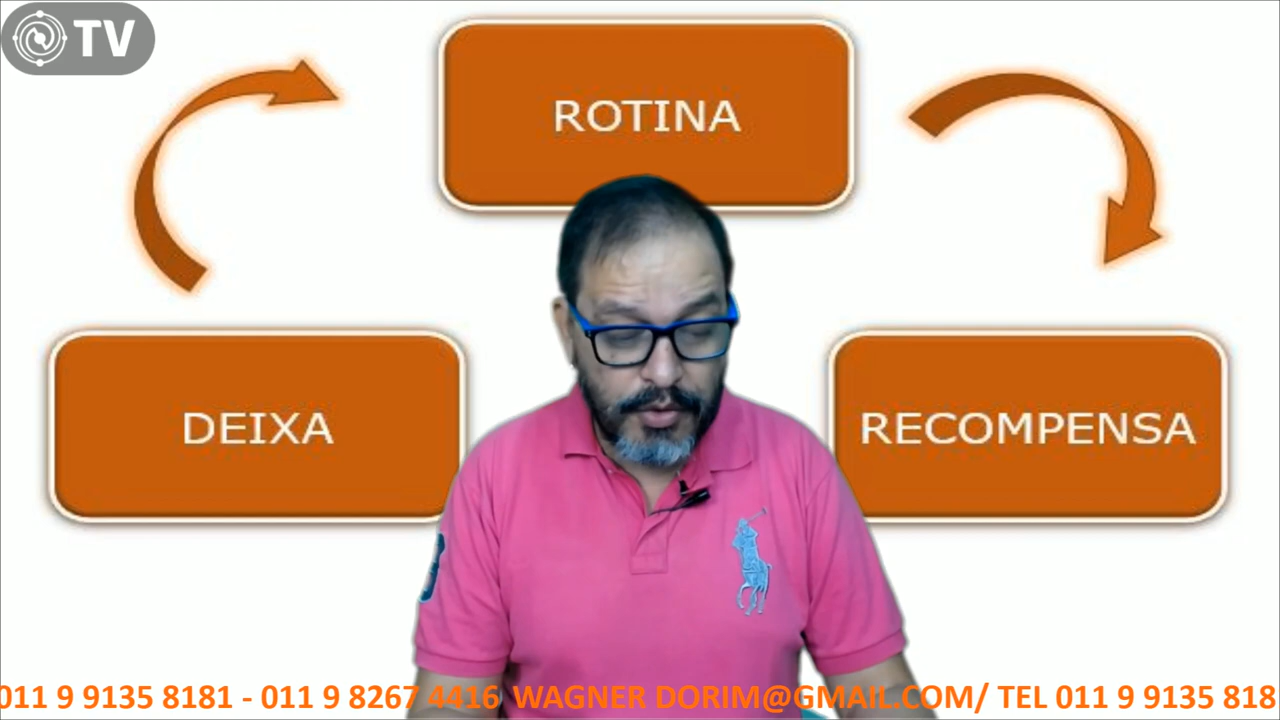 TV
ROTINA
DEIXA
RECOMPENSA
011 9 9135 8181 - 011 9 8267 4416 WAGNER DORIM@GMAIL.COM/ TEL 011 9 9135 818